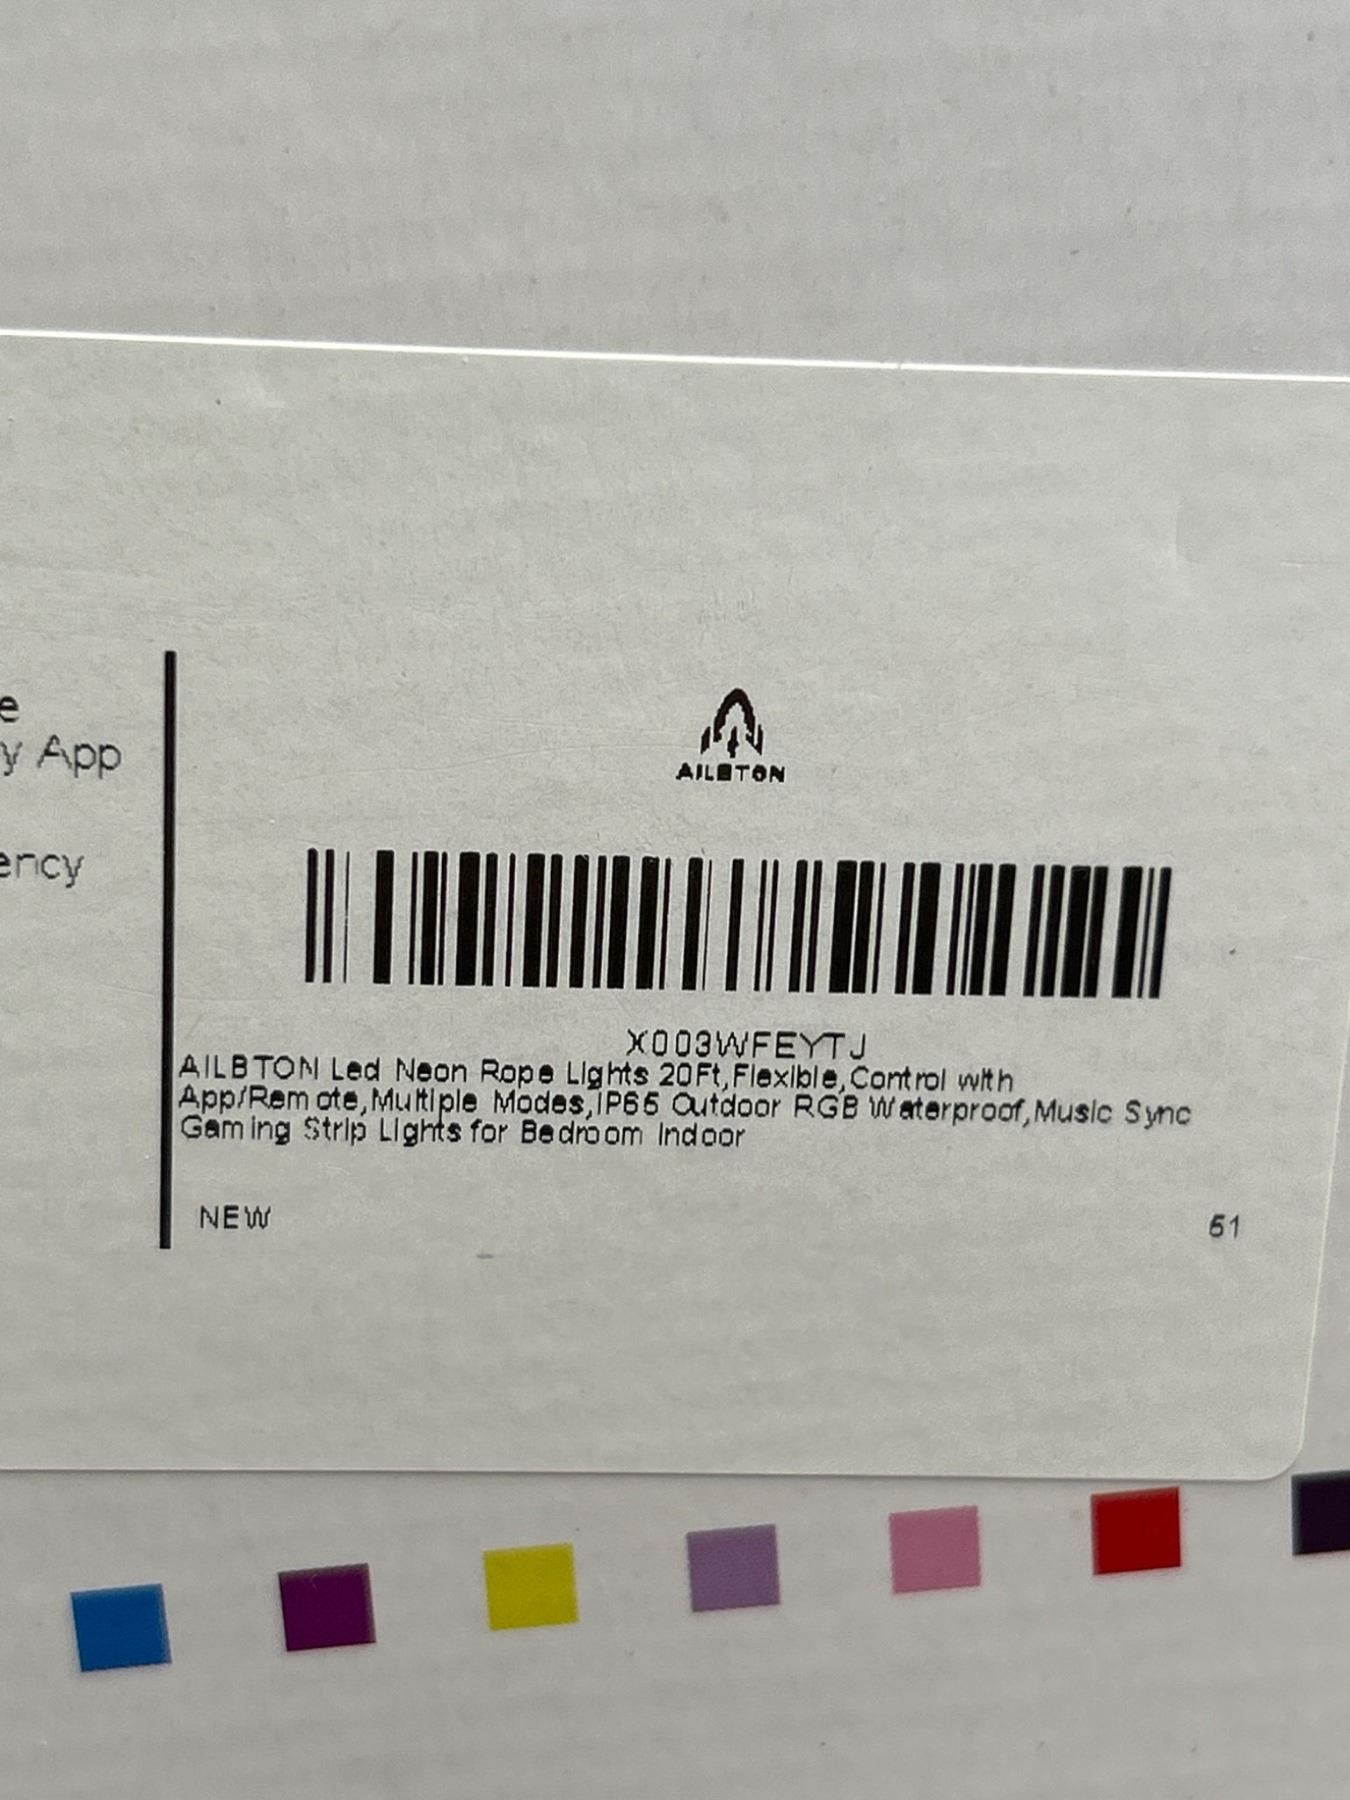 e
y App
ency
AILBTON
X003WFEYTJ
AILBTON Led Neon Rope Lights 20Ft,Flexible,Control with
App/Remote,Multiple Modes,IP65 Outdoor RGB Waterproof,Music Sync
Gaming Strip Lights for Bedroom Indoor
NEW
51